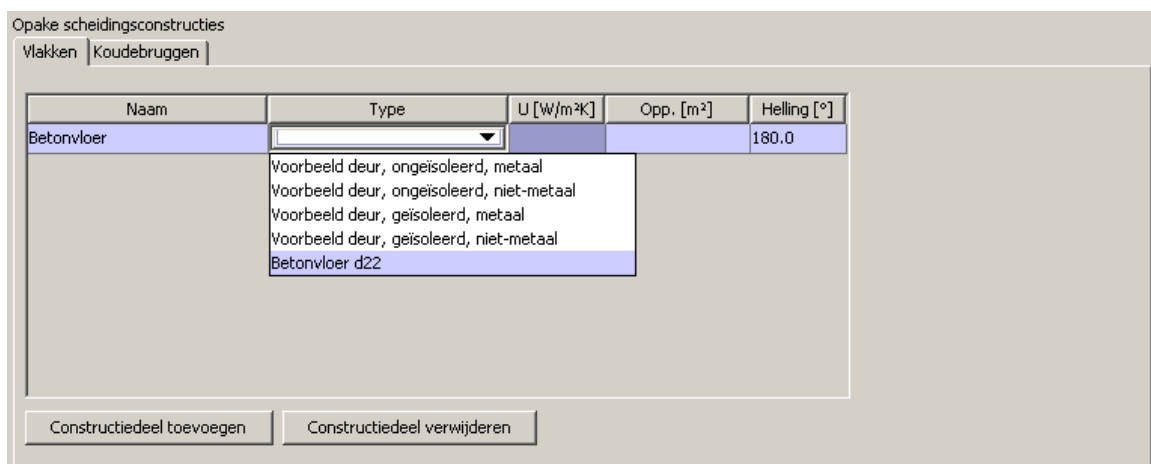 Opake scheidingsconstructies
Vlakken Koudebruggen
Naam Type U [W/m²K] Opp. [m²] Helling [°]
Betonvloer 180.0
Voorbeeld deur, ongeïsoleerd, metaal
Voorbeeld deur, ongeïsoleerd, niet-metaal
Voorbeeld deur, geïsoleerd, metaal
Voorbeeld deur, geïsoleerd, niet-metaal
Betonvloer d22
Constructiedeel toevoegen Constructiedeel verwijderen